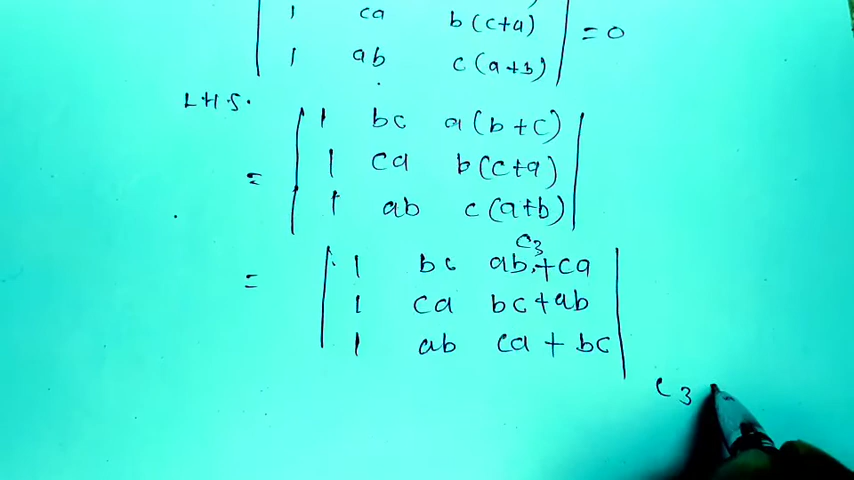 1 ca b(c+a)
1 ab c(a+b) = 0
L.H.S.
1 bc a(b+c)
= 1 ca b(c+a)
1 ab c(a+b)
C3
= 1 bc ab+ca
1 ca bc+ab
1 ab ca+bc
C3